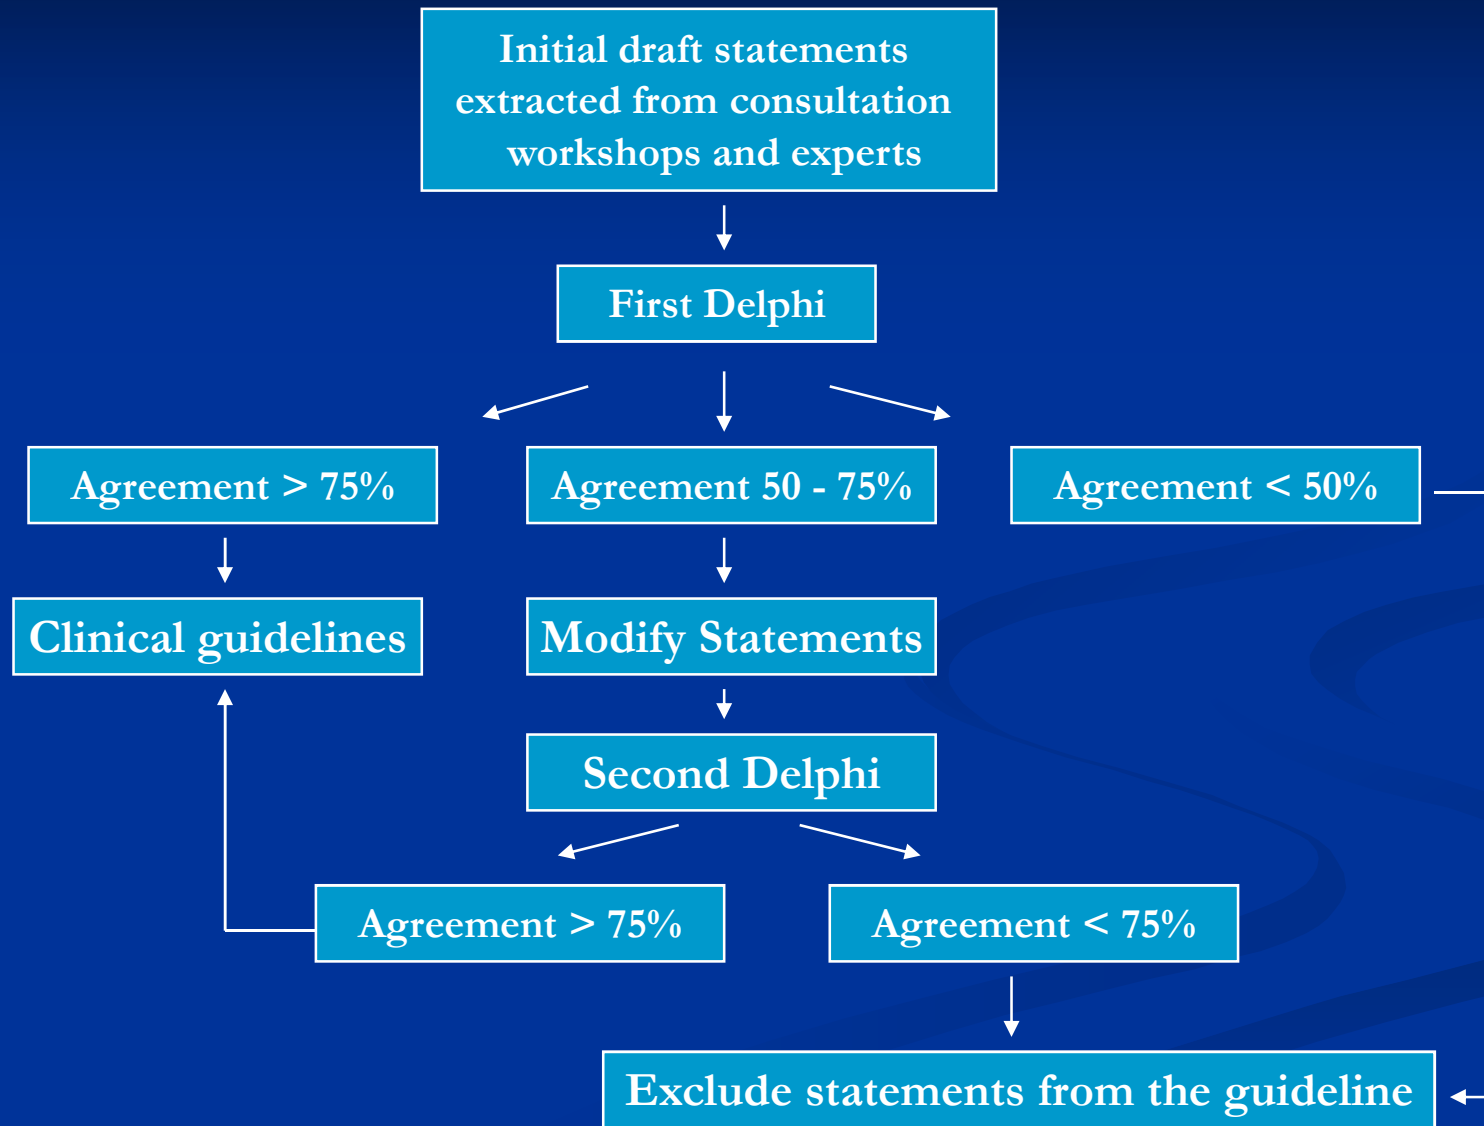 Initial draft statements
extracted from consultation
workshops and experts
First Delphi
Agreement > 75%
Agreement 50 - 75%
Agreement < 50%
Clinical guidelines
Modify Statements
Second Delphi
Agreement > 75%
Agreement < 75%
Exclude statements from the guideline